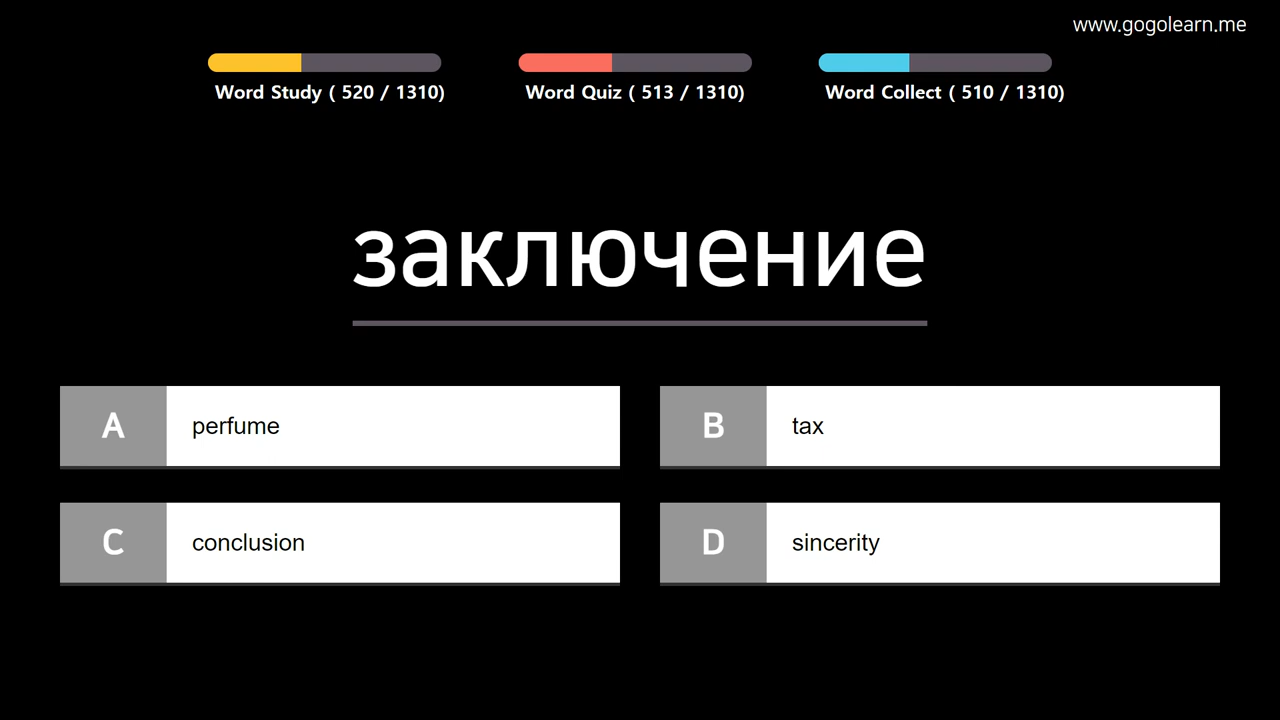 www.gogolearn.me
Word Study ( 520 / 1310)
Word Quiz ( 513 / 1310)
Word Collect ( 510 / 1310)
заключение
A perfume
B tax
C conclusion
D sincerity